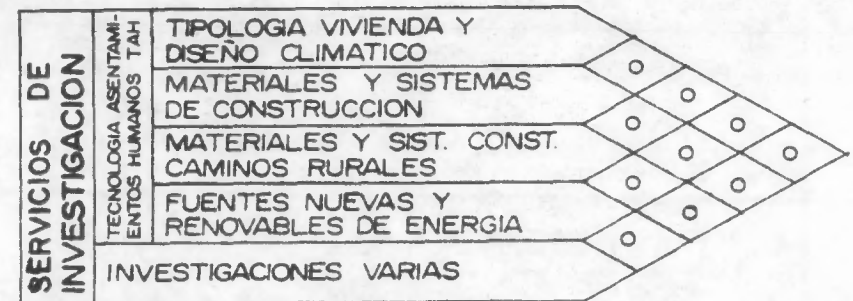 SERVICIOS DE
INVESTIGACION
TECNOLOGIA ASENTAMI-
ENTOS HUMANOS TAH
TIPOLOGIA VIVIENDA Y
DISEÑO CLIMATICO
MATERIALES Y SISTEMAS
DE CONSTRUCCION
MATERIALES Y SIST. CONST.
CAMINOS RURALES
FUENTES NUEVAS Y
RENOVABLES DE ENERGIA
INVESTIGACIONES VARIAS